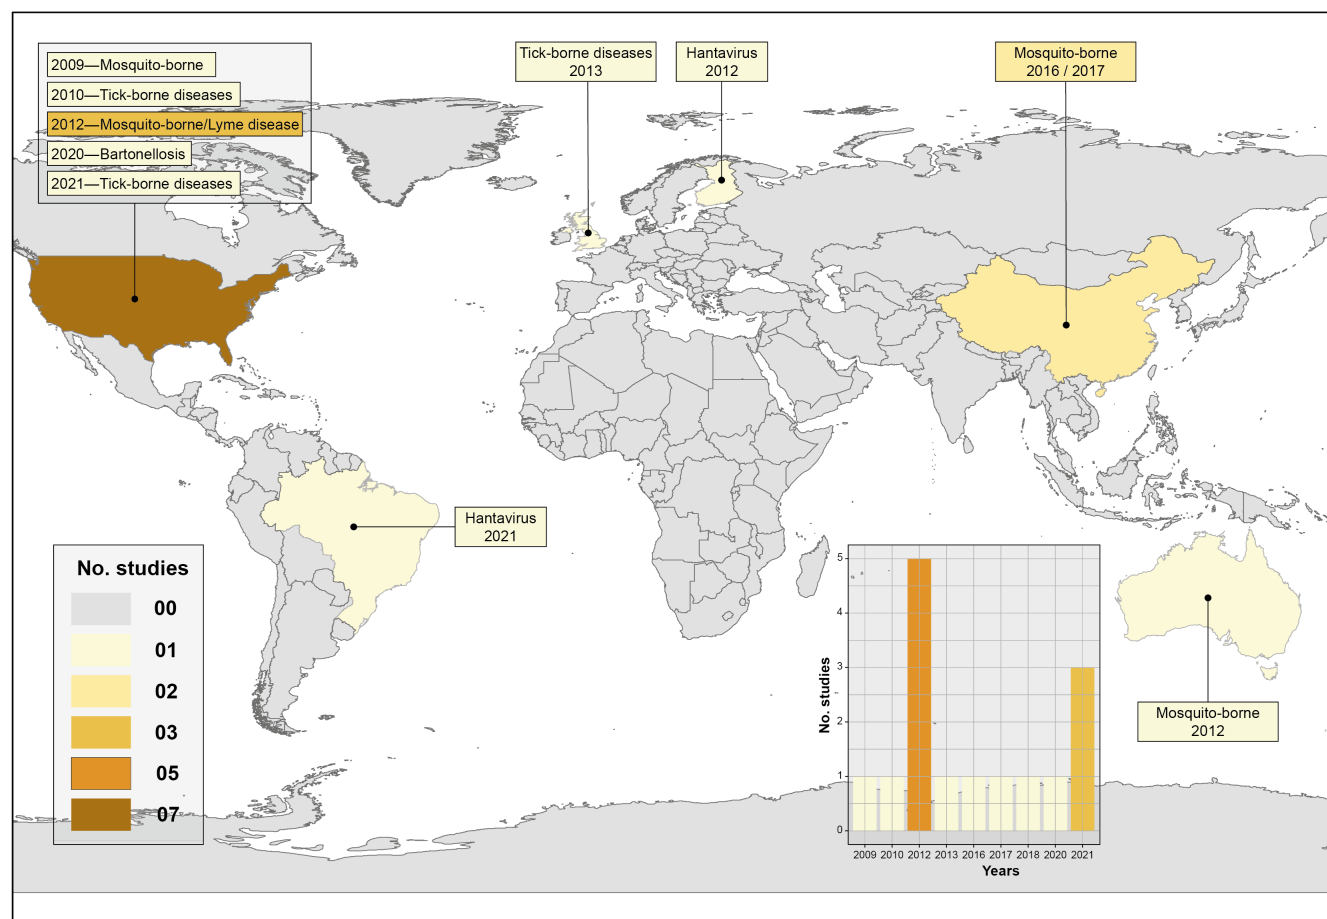 2009—Mosquito-borne
2010—Tick-borne diseases
2012—Mosquito-borne/Lyme disease
2020—Bartonellosis
2021—Tick-borne diseases
Tick-borne diseases
2013
Hantavirus
2012
Mosquito-borne
2016 / 2017
Hantavirus
2021
Mosquito-borne
2012
No. studies
00
01
02
03
05
07
No. studies
5
4
3
2
1
0
2009 2010 2012 2013 2016 2017 2018 2020 2021
Years